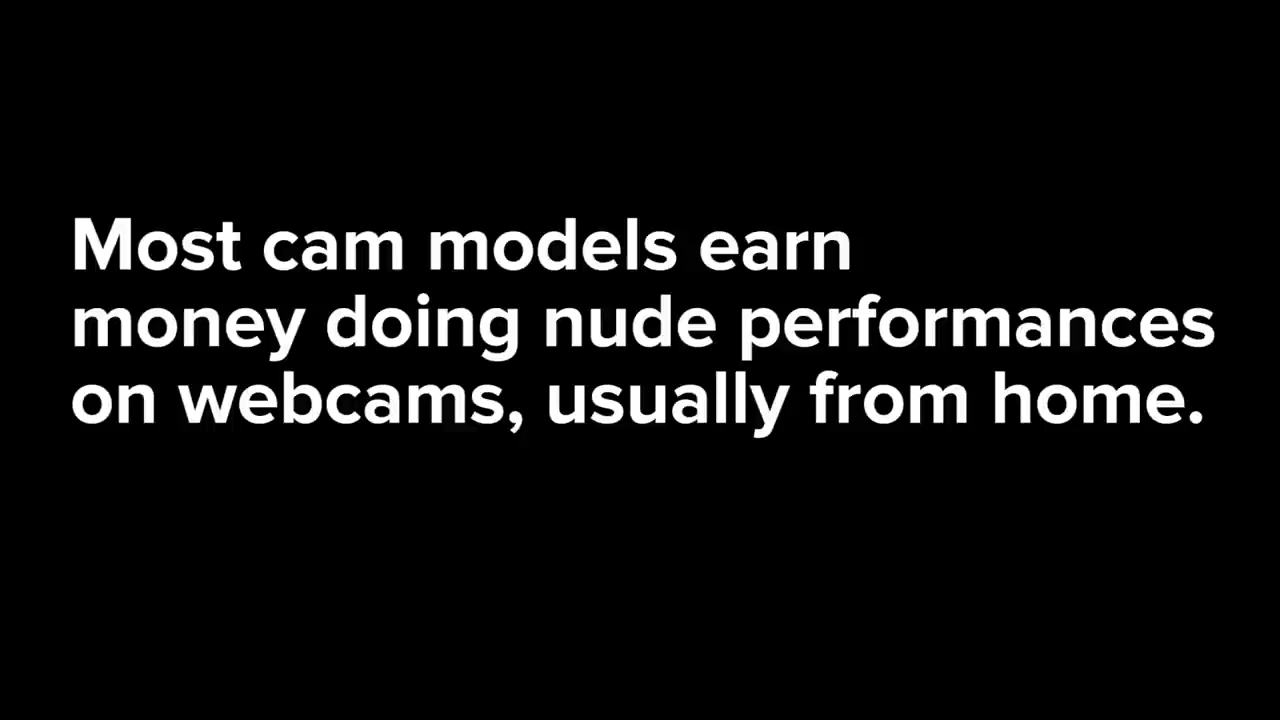 Most cam models earn
money doing nude performances
on webcams, usually from home.